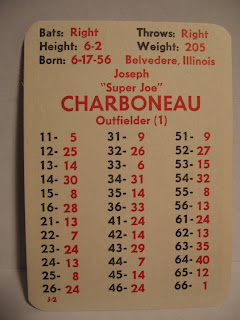 Bats: Right Throws: Right
Height: 6-2 Weight: 205
Born: 6-17-56 Belvedere, Illinois
Joseph
"Super Joe"
CHARBONEAU
Outfielder (1)
11- 5 31- 9 51- 9
12- 25 32- 26 52- 27
13- 14 33- 6 53- 15
14- 30 34- 31 54- 32
15- 8 35- 14 55- 8
16- 28 36- 33 56- 13
21- 13 41- 24 61- 24
22- 7 42- 14 62- 13
23- 24 43- 29 63- 35
24- 13 44- 7 64- 40
25- 8 45- 14 65- 12
26- 24 46- 24 66- 1
J-2